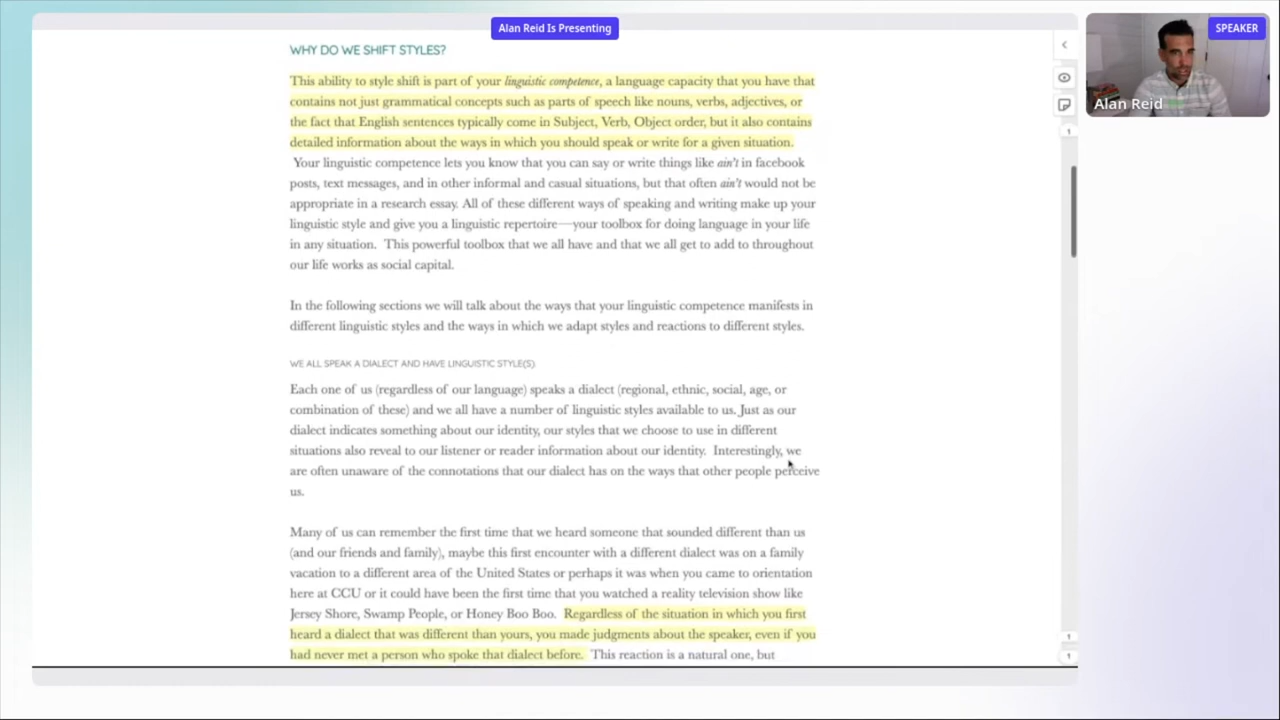 Alan Reid Is Presenting
SPEAKER
Alan Reid
WHY DO WE SHIFT STYLES?
This ability to style shift is part of your linguistic competence, a language capacity that you have that
contains not just grammatical concepts such as parts of speech like nouns, verbs, adjectives, or
the fact that English sentences typically come in Subject, Verb, Object order, but it also contains
detailed information about the ways in which you should speak or write for a given situation.
Your linguistic competence lets you know that you can say or write things like ain't in facebook
posts, text messages, and in other informal and casual situations, but that often ain't would not be
appropriate in a research essay. All of these different ways of speaking and writing make up your
linguistic style and give you a linguistic repertoire—your toolbox for doing language in your life
in any situation. This powerful toolbox that we all have and that we all get to add to throughout
our life works as social capital.
In the following sections we will talk about the ways that your linguistic competence manifests in
different linguistic styles and the ways in which we adapt styles and reactions to different styles.
WE ALL SPEAK A DIALECT AND HAVE LINGUISTIC STYLE(S).
Each one of us (regardless of our language) speaks a dialect (regional, ethnic, social, age, or
combination of these) and we all have a number of linguistic styles available to us. Just as our
dialect indicates something about our identity, our styles that we choose to use in different
situations also reveal to our listener or reader information about our identity. Interestingly, we
are often unaware of the connotations that our dialect has on the ways that other people perceive
us.
Many of us can remember the first time that we heard someone that sounded different than us
(and our friends and family), maybe this first encounter with a different dialect was on a family
vacation to a different area of the United States or perhaps it was when you came to orientation
here at CCU or it could have been the first time that you watched a reality television show like
Jersey Shore, Swamp People, or Honey Boo Boo. Regardless of the situation in which you first
heard a dialect that was different than yours, you made judgments about the speaker, even if you
had never met a person who spoke that dialect before. This reaction is a natural one, but
1
1
1